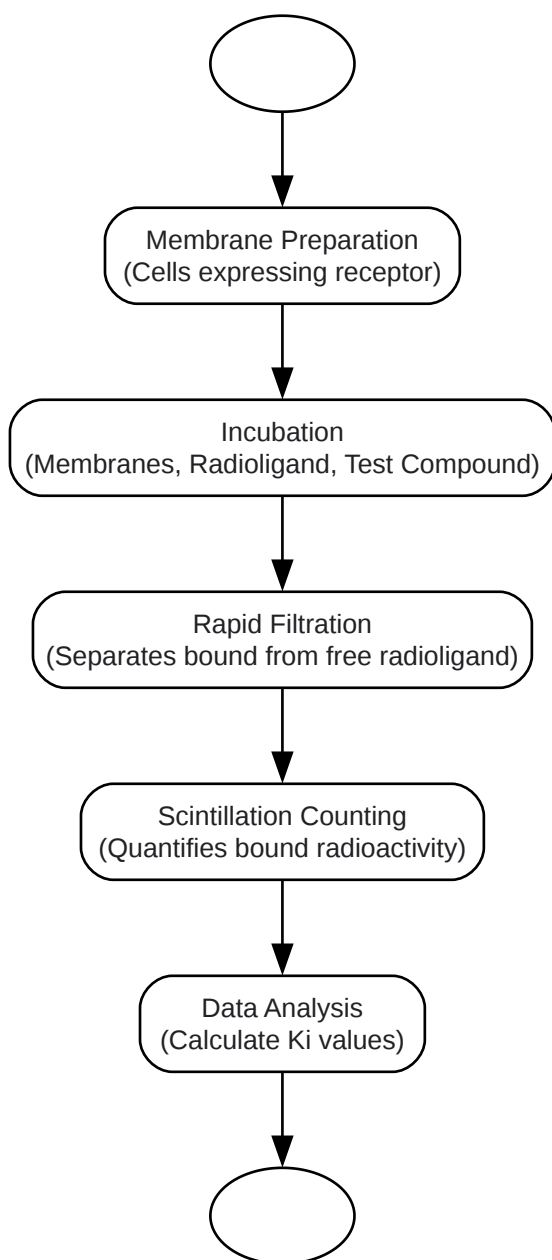 Membrane Preparation
(Cells expressing receptor)
Incubation
(Membranes, Radioligand, Test Compound)
Rapid Filtration
(Separates bound from free radioligand)
Scintillation Counting
(Quantifies bound radioactivity)
Data Analysis
(Calculate Ki values)